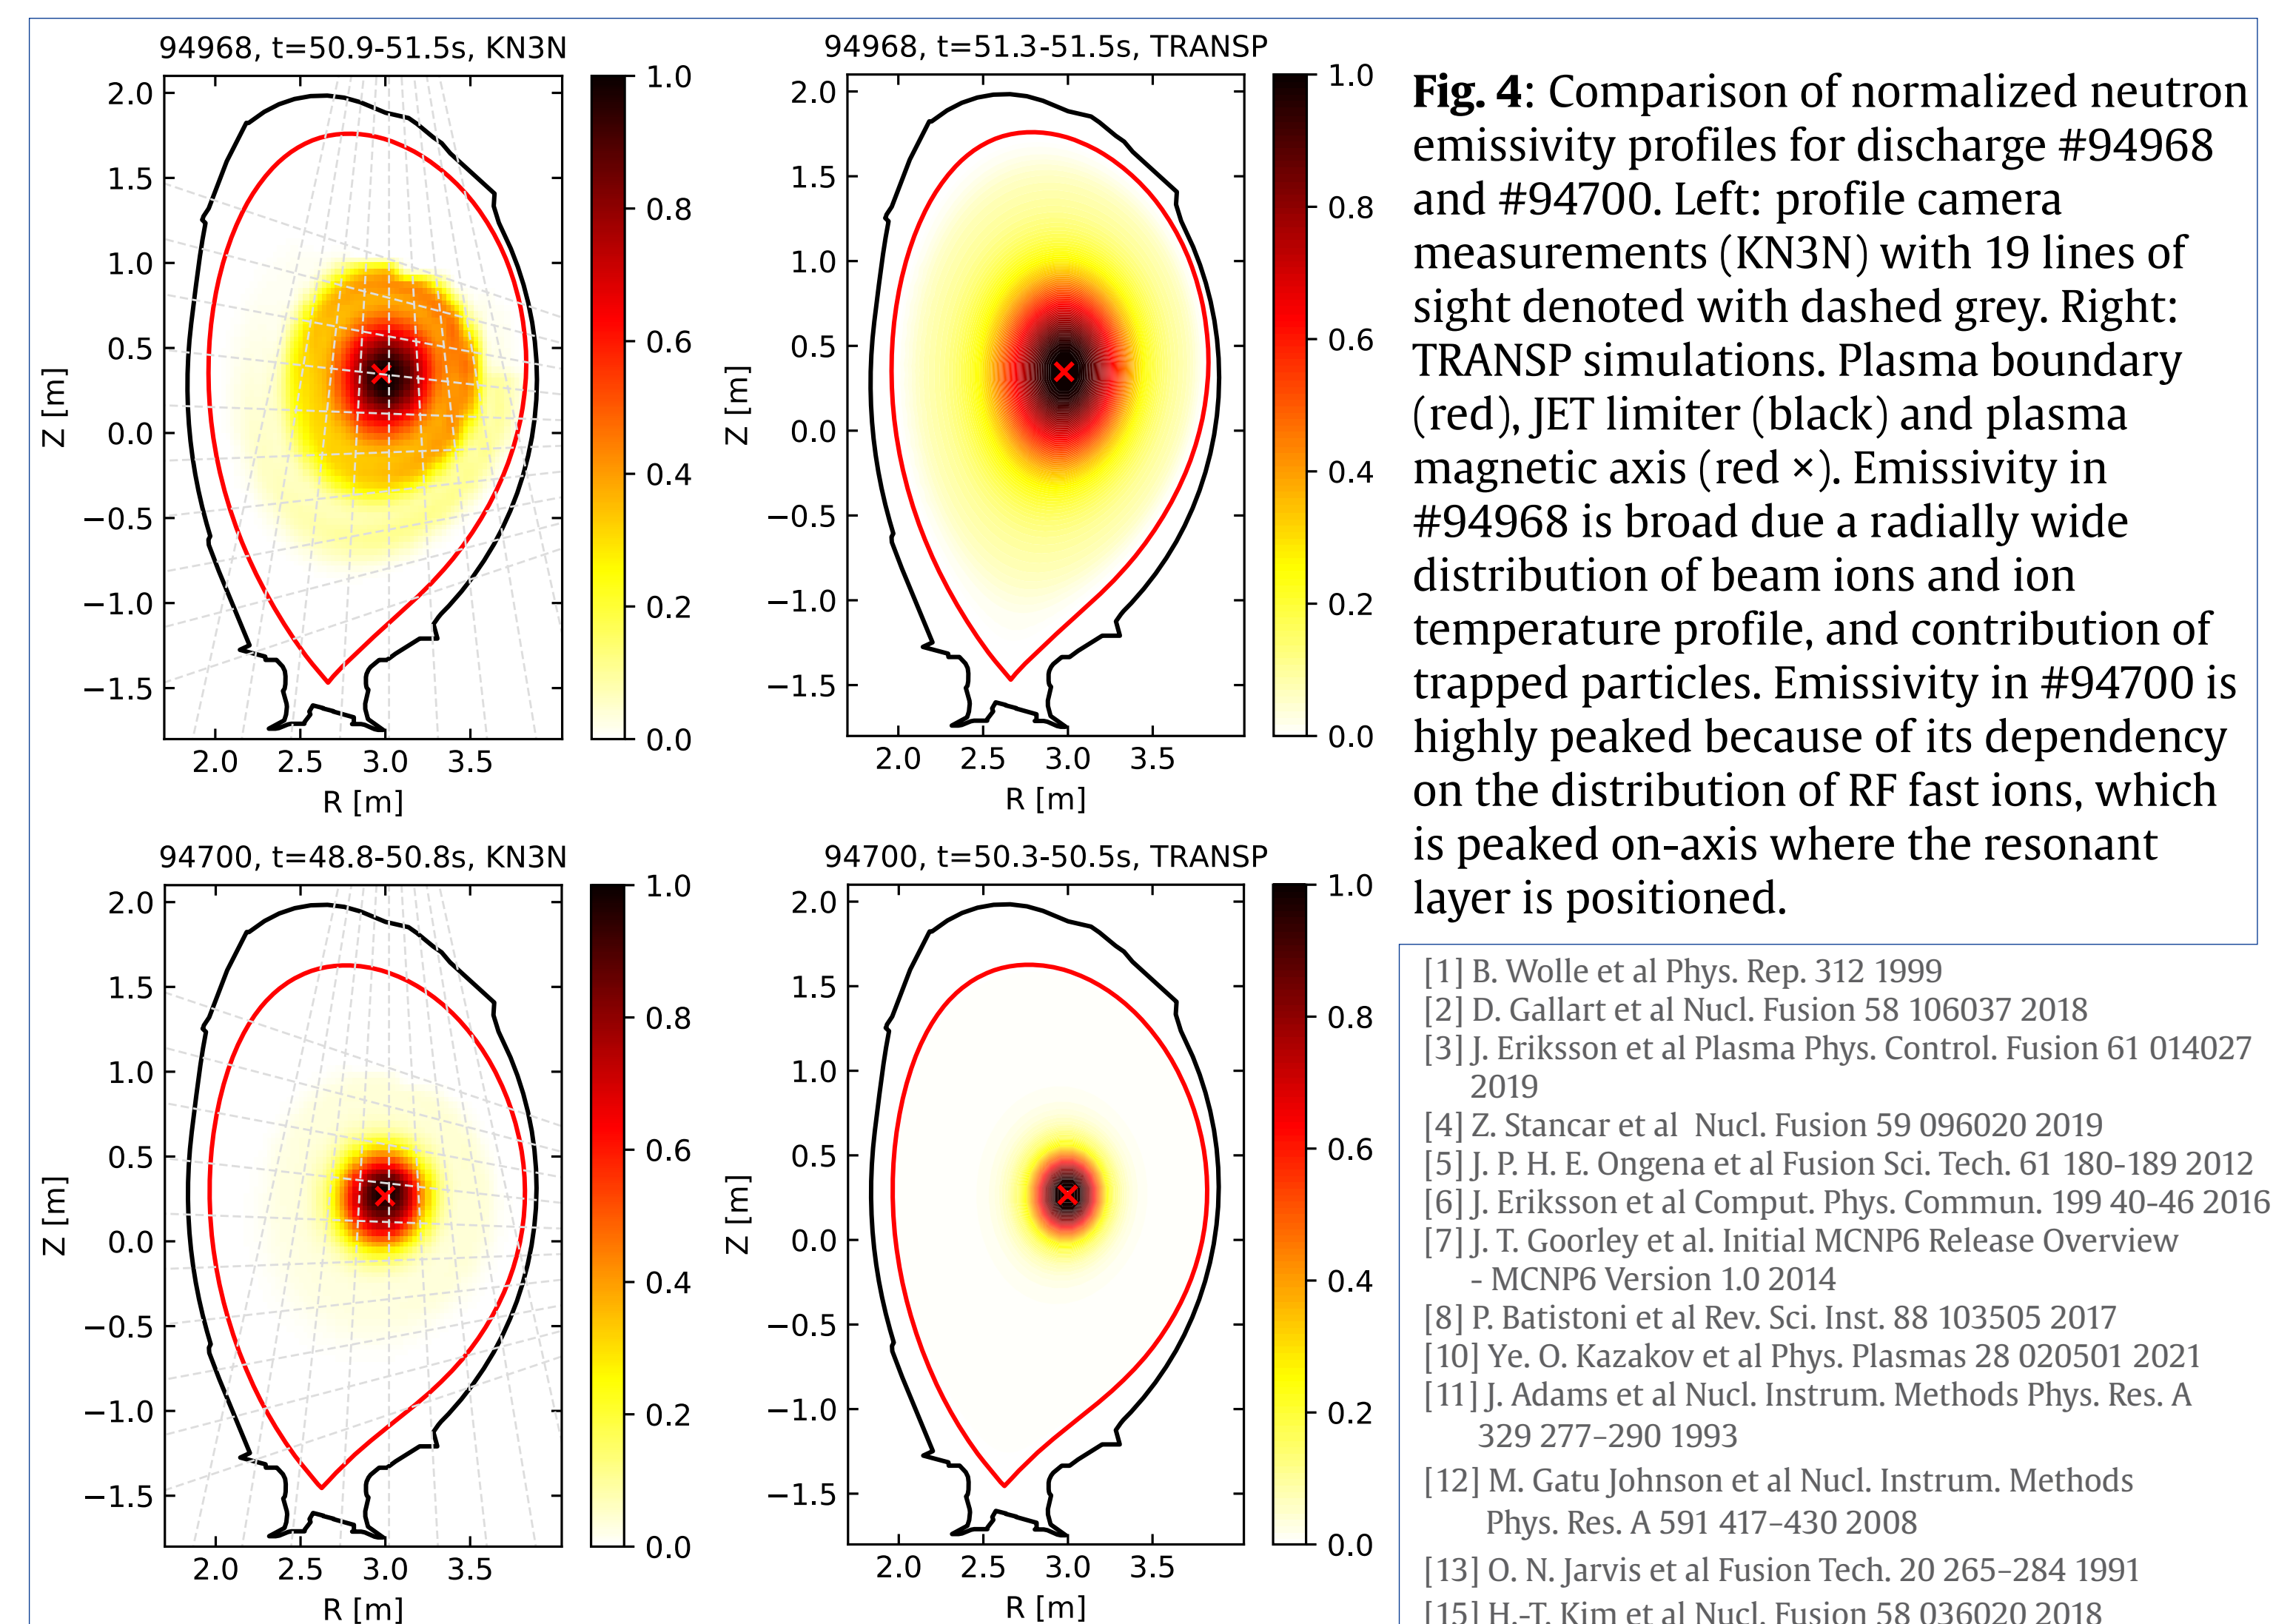 94968, t=50.9-51.5s, KN3N
2.0
1.5
1.0
0.5
0.0
−0.5
−1.0
−1.5
Z [m]
2.0 2.5 3.0 3.5
R [m]
1.0
0.8
0.6
0.4
0.2
0.0
94968, t=51.3-51.5s, TRANSP
2.0
1.5
1.0
0.5
0.0
−0.5
−1.0
−1.5
Z [m]
2.0 2.5 3.0 3.5
R [m]
1.0
0.8
0.6
0.4
0.2
0.0
94700, t=48.8-50.8s, KN3N
2.0
1.5
1.0
0.5
0.0
−0.5
−1.0
−1.5
Z [m]
2.0 2.5 3.0 3.5
R [m]
1.0
0.8
0.6
0.4
0.2
0.0
94700, t=50.3-50.5s, TRANSP
2.0
1.5
1.0
0.5
0.0
−0.5
−1.0
−1.5
Z [m]
2.0 2.5 3.0 3.5
R [m]
1.0
0.8
0.6
0.4
0.2
0.0
Fig. 4: Comparison of normalized neutron
emissivity profiles for discharge #94968
and #94700. Left: profile camera
measurements (KN3N) with 19 lines of
sight denoted with dashed grey. Right:
TRANSP simulations. Plasma boundary
(red), JET limiter (black) and plasma
magnetic axis (red ×). Emissivity in
#94968 is broad due a radially wide
distribution of beam ions and ion
temperature profile, and contribution of
trapped particles. Emissivity in #94700 is
highly peaked because of its dependency
on the distribution of RF fast ions, which
is peaked on-axis where the resonant
layer is positioned.
[1] B. Wolle et al Phys. Rep. 312 1999
[2] D. Gallart et al Nucl. Fusion 58 106037 2018
[3] J. Eriksson et al Plasma Phys. Control. Fusion 61 014027
2019
[4] Z. Stancar et al Nucl. Fusion 59 096020 2019
[5] J. P. H. E. Ongena et al Fusion Sci. Tech. 61 180-189 2012
[6] J. Eriksson et al Comput. Phys. Commun. 199 40-46 2016
[7] J. T. Goorley et al. Initial MCNP6 Release Overview
- MCNP6 Version 1.0 2014
[8] P. Batistoni et al Rev. Sci. Inst. 88 103505 2017
[10] Ye. O. Kazakov et al Phys. Plasmas 28 020501 2021
[11] J. Adams et al Nucl. Instrum. Methods Phys. Res. A
329 277–290 1993
[12] M. Gatu Johnson et al Nucl. Instrum. Methods
Phys. Res. A 591 417–430 2008
[13] O. N. Jarvis et al Fusion Tech. 20 265–284 1991
[15] H.-T. Kim et al Nucl. Fusion 58 036020 2018